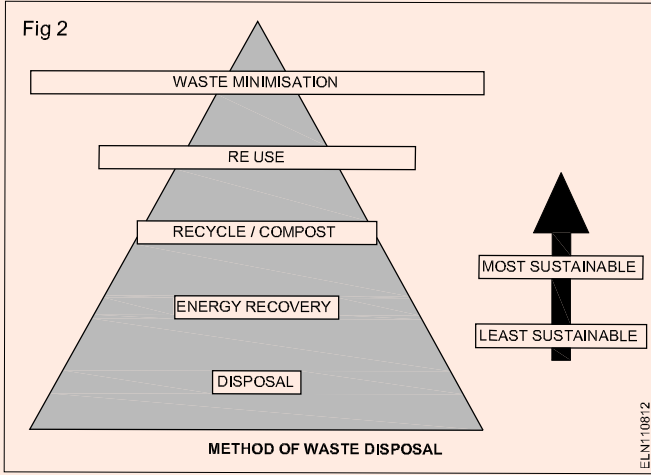 Fig 2
WASTE MINIMISATION
RE USE
RECYCLE / COMPOST
ENERGY RECOVERY
DISPOSAL
MOST SUSTAINABLE
LEAST SUSTAINABLE
METHOD OF WASTE DISPOSAL
ELN110812